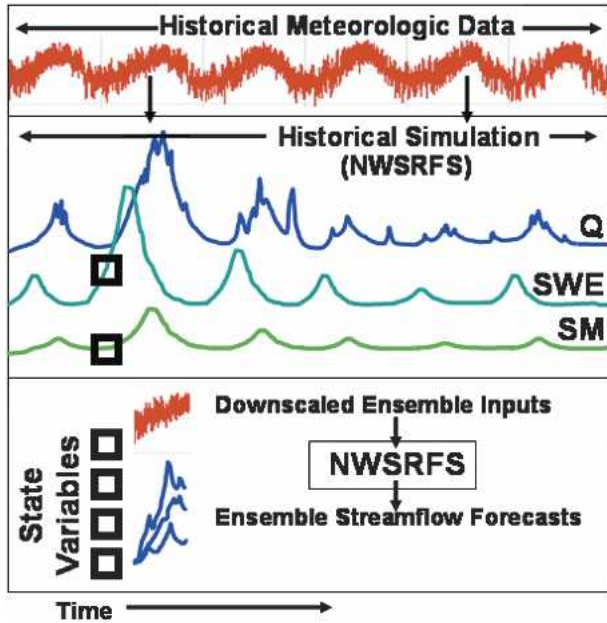 Historical Meteorologic Data
Historical Simulation
(NWSRFS)
Q
SWE
SM
State
Variables
Downscaled Ensemble Inputs
NWSRFS
Ensemble Streamflow Forecasts
Time